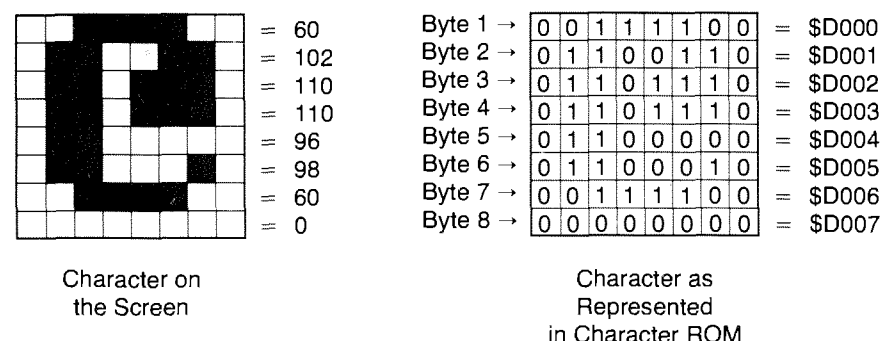 = 60 Byte 1 → 0 0 1 1 1 1 0 0 = $D000
= 102 Byte 2 → 0 1 1 0 0 1 1 0 = $D001
= 110 Byte 3 → 0 1 1 0 1 1 1 0 = $D002
= 110 Byte 4 → 0 1 1 0 1 1 1 0 = $D003
= 96 Byte 5 → 0 1 1 0 0 0 0 0 = $D004
= 98 Byte 6 → 0 1 1 0 0 0 1 0 = $D005
= 60 Byte 7 → 0 0 1 1 1 1 0 0 = $D006
= 0 Byte 8 → 0 0 0 0 0 0 0 0 = $D007
Character on
the Screen
Character as
Represented
in Character ROM